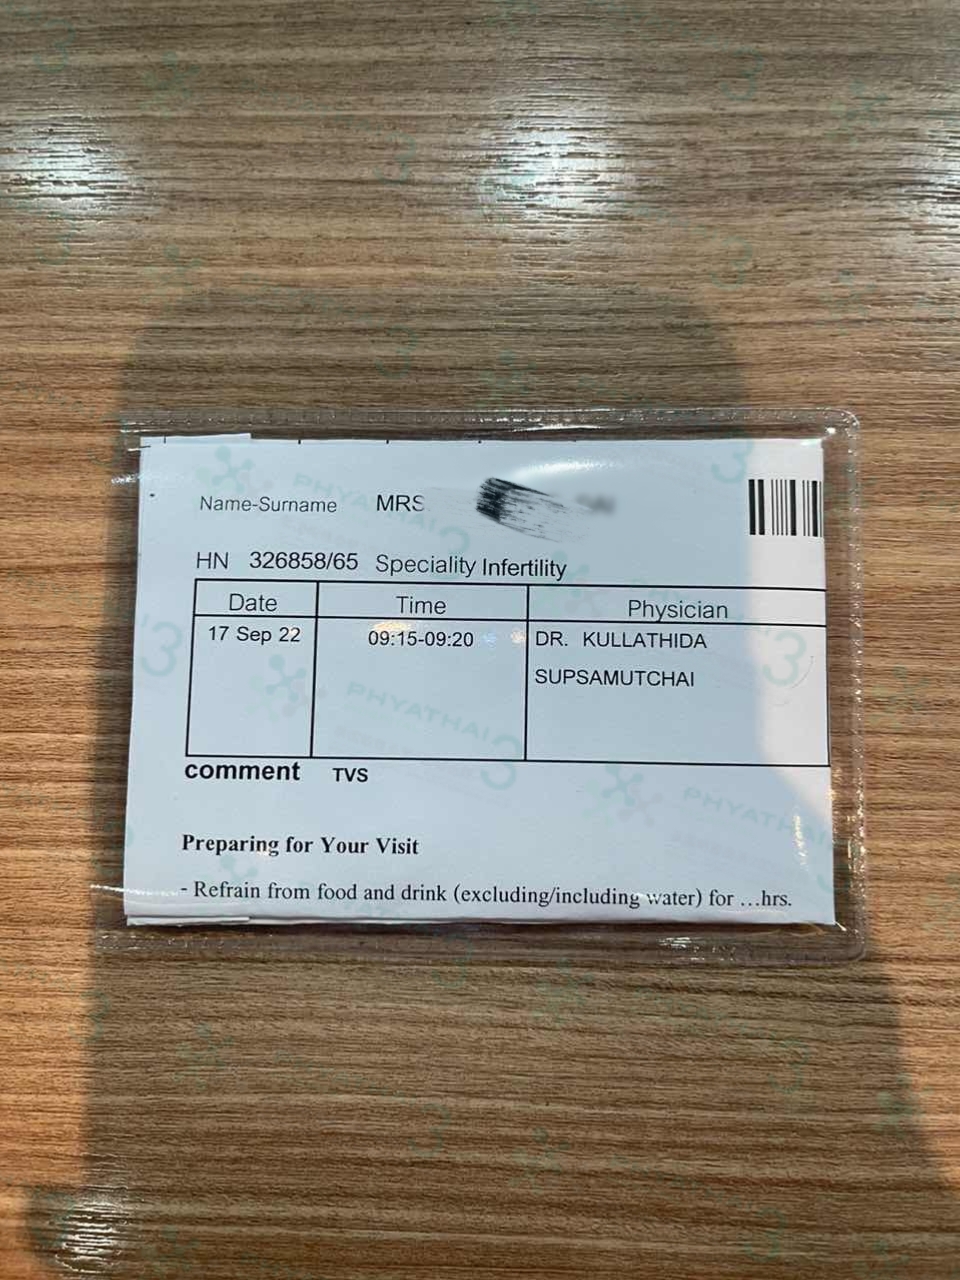 Name-Surname MRS
HN 326858/65 Speciality Infertility
Date Time Physician
17 Sep 22 09:15-09:20 DR. KULLATHIDA
SUPSAMUTCHAI
comment TVS
Preparing for Your Visit
- Refrain from food and drink (excluding/including water) for ...hrs.
PHYATHAI 3
PHYATHAI 3
PHYATHAI